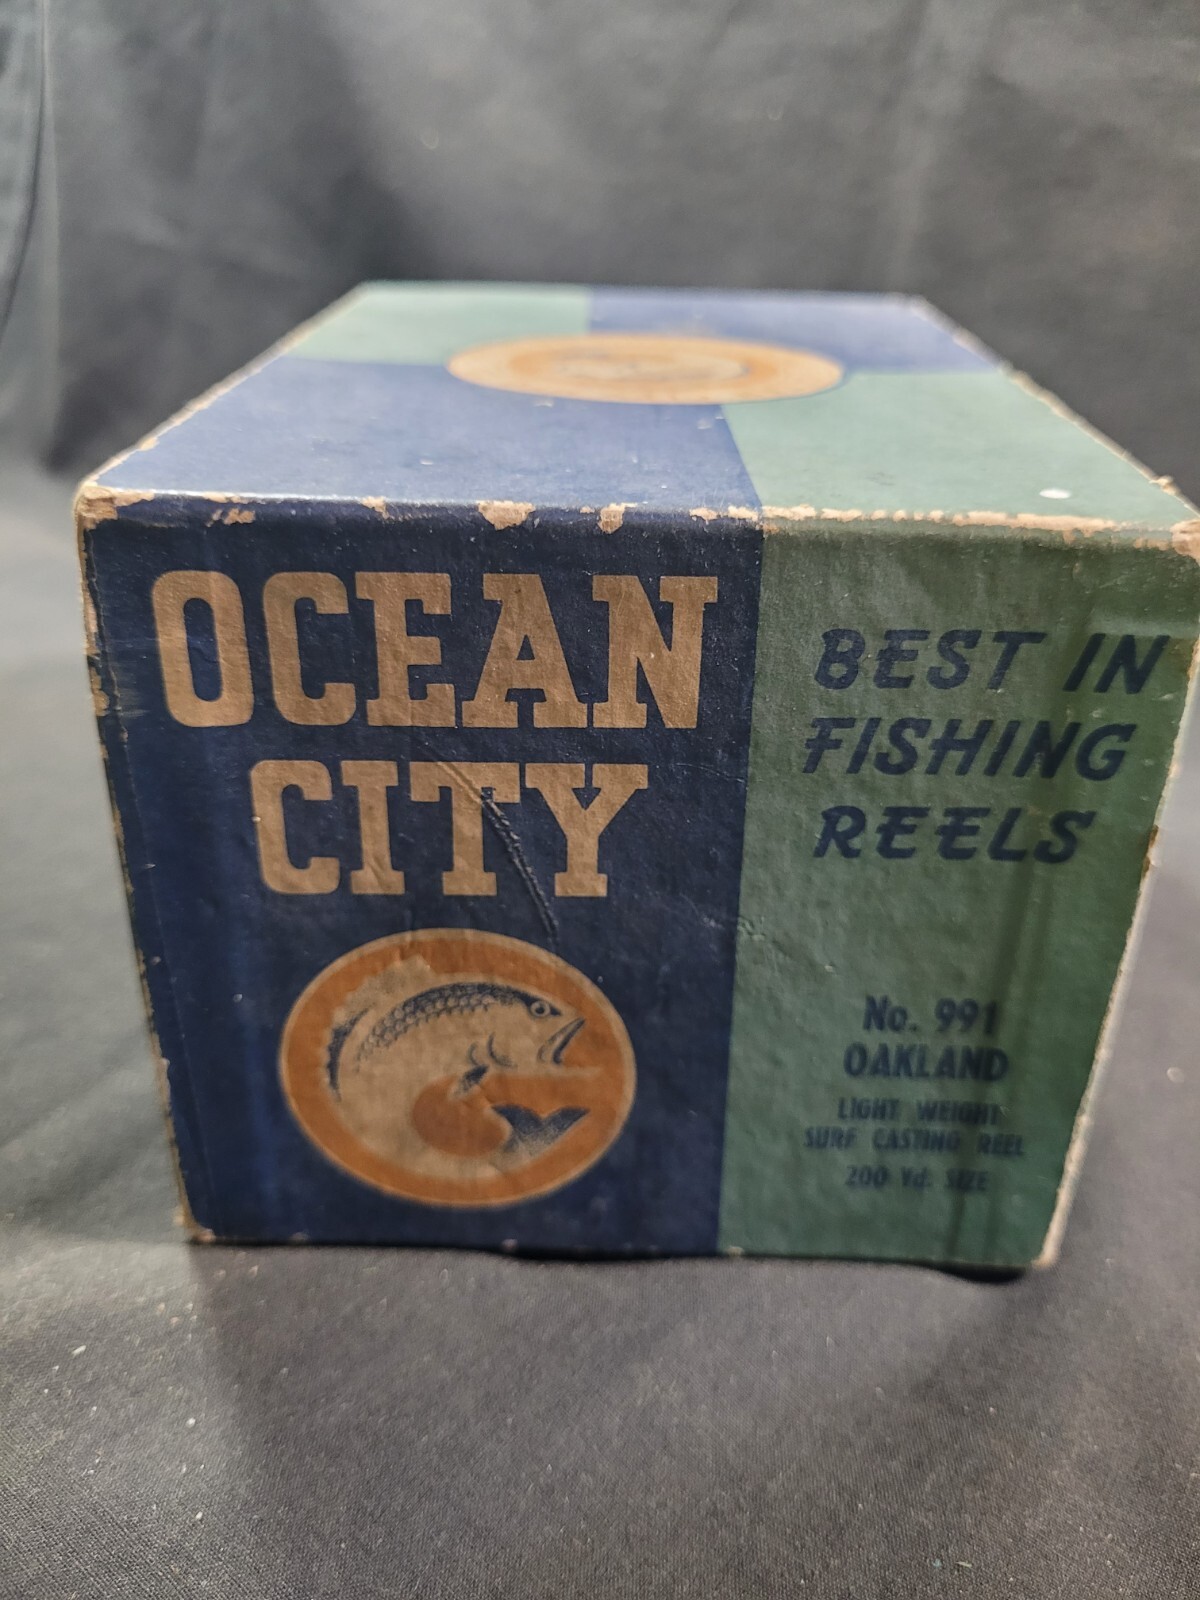 OCEAN
CITY
BEST IN
FISHING
REELS
No. 991
OAKLAND
LIGHT WEIGHT
SURF CASTING REEL
200 Yd. SIZE